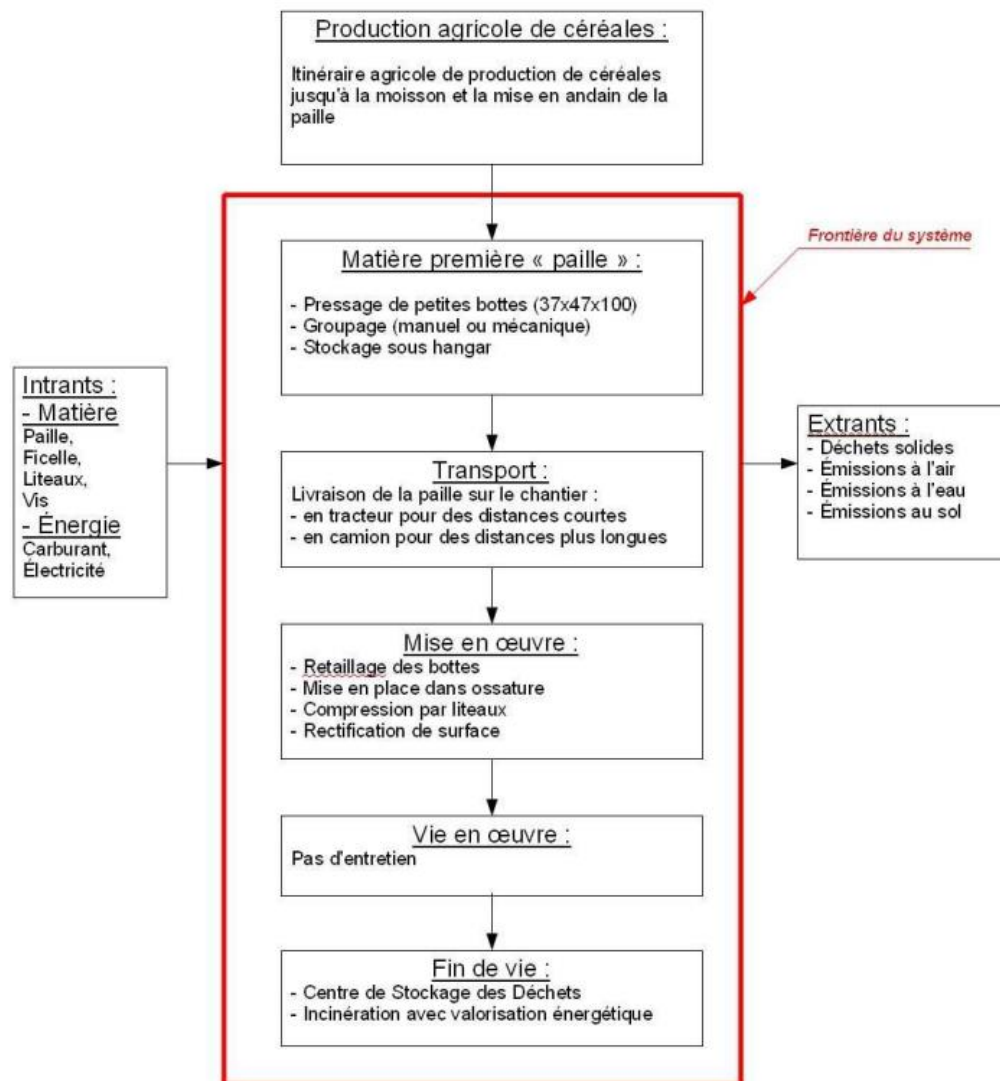 Production agricole de céréales :
Itinéraire agricole de production de céréales
jusqu'à la moisson et la mise en andain de la
paille
Frontière du système
Matière première « paille » :
- Pressage de petites bottes (37x47x100)
- Groupage (manuel ou mécanique)
- Stockage sous hangar
Intrants :
- Matière
Paille,
Ficelle,
Liteaux,
Vis
- Énergie
Carburant,
Électricité
Extrants :
- Déchets solides
- Émissions à l'air
- Émissions à l'eau
- Émissions au sol
Transport :
Livraison de la paille sur le chantier :
- en tracteur pour des distances courtes
- en camion pour des distances plus longues
Mise en œuvre :
- Retaillage des bottes
- Mise en place dans ossature
- Compression par liteaux
- Rectification de surface
Vie en œuvre :
Pas d'entretien
Fin de vie :
- Centre de Stockage des Déchets
- Incinération avec valorisation énergétique